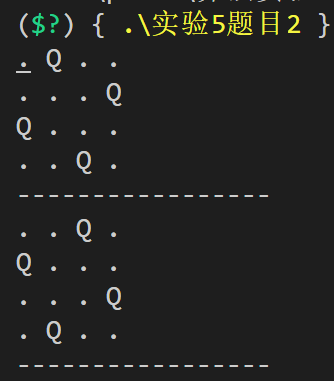 ($?) { .\实验5题目2 }
. Q . .
. . . Q
Q . . .
. . Q .
-----------------
. . Q .
Q . . .
. . . Q
. Q . .
-----------------